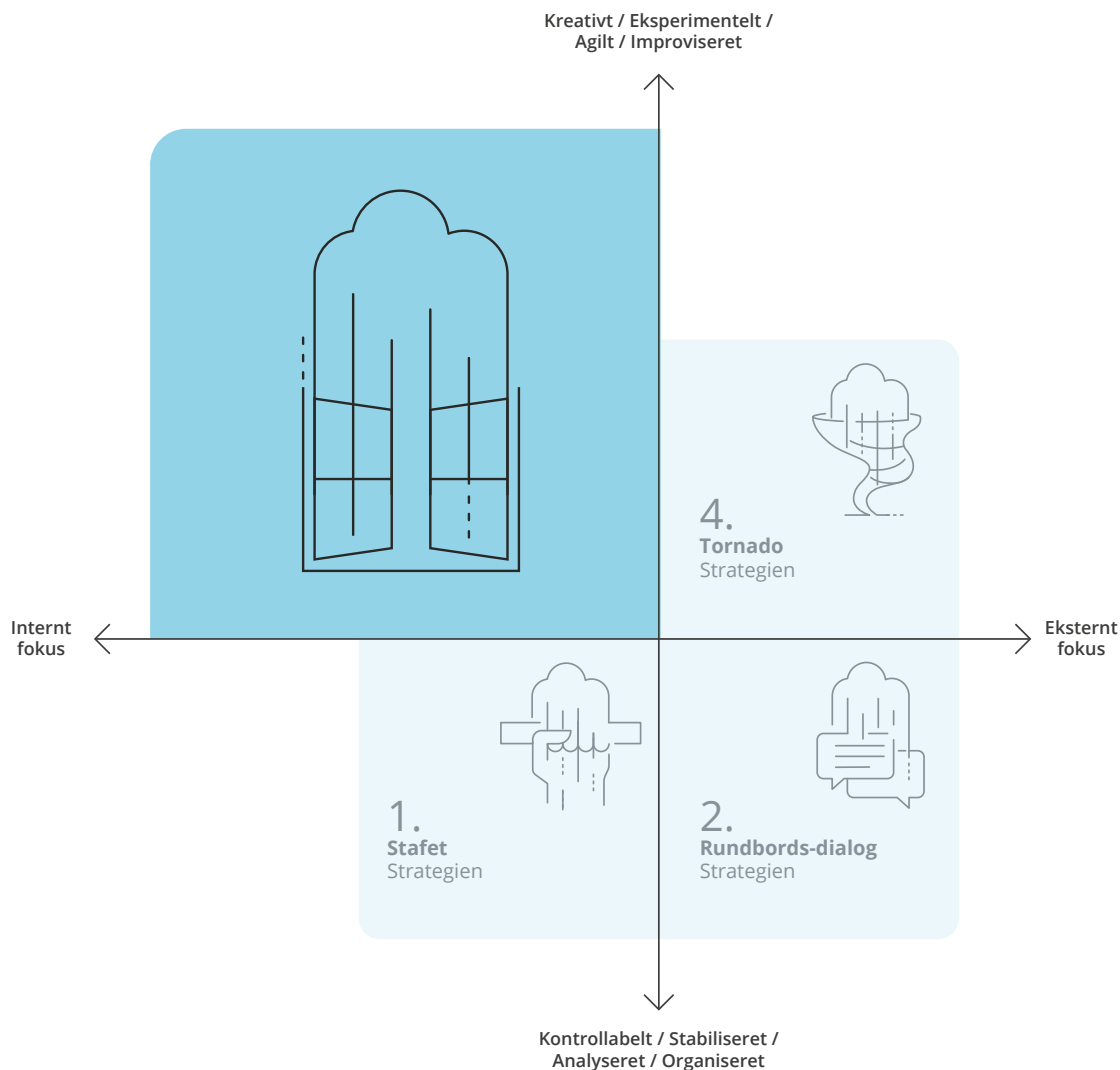 Kreativt / Eksperimentelt /
Agilt / Improviseret
4.
Tornado
Strategien
Internt
fokus
Eksternt
fokus
1.
Stafet
Strategien
2.
Rundbords-dialog
Strategien
Kontrollabelt / Stabiliseret /
Analyseret / Organiseret